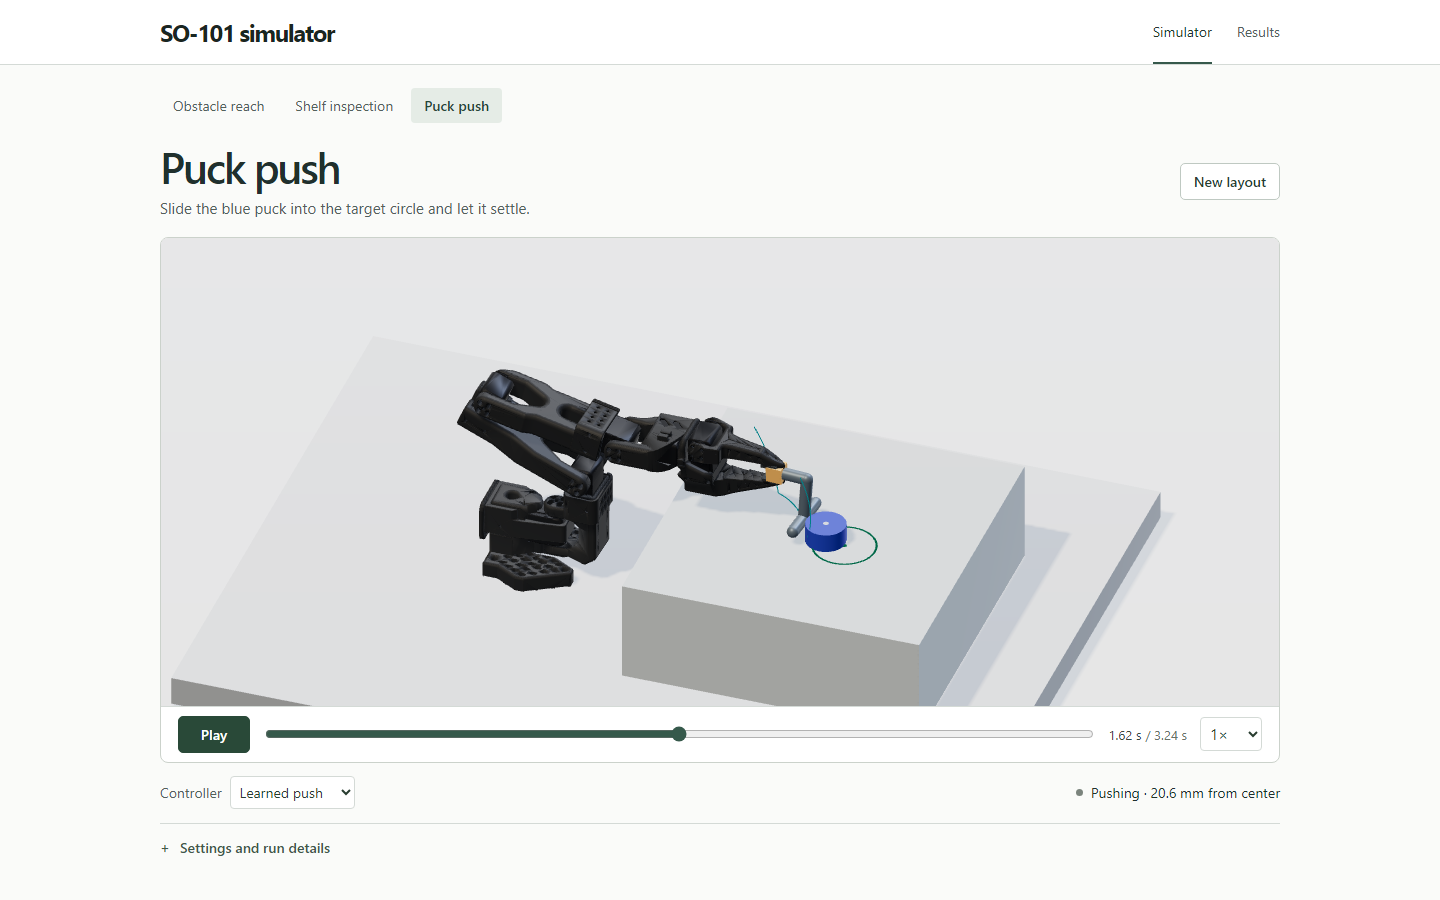 SO-101 simulator
Simulator Results
Obstacle reach Shelf inspection Puck push
Puck push
New layout
Slide the blue puck into the target circle and let it settle.
Play
1.62 s / 3.24 s
1×
Controller Learned push
Pushing · 20.6 mm from center
+ Settings and run details